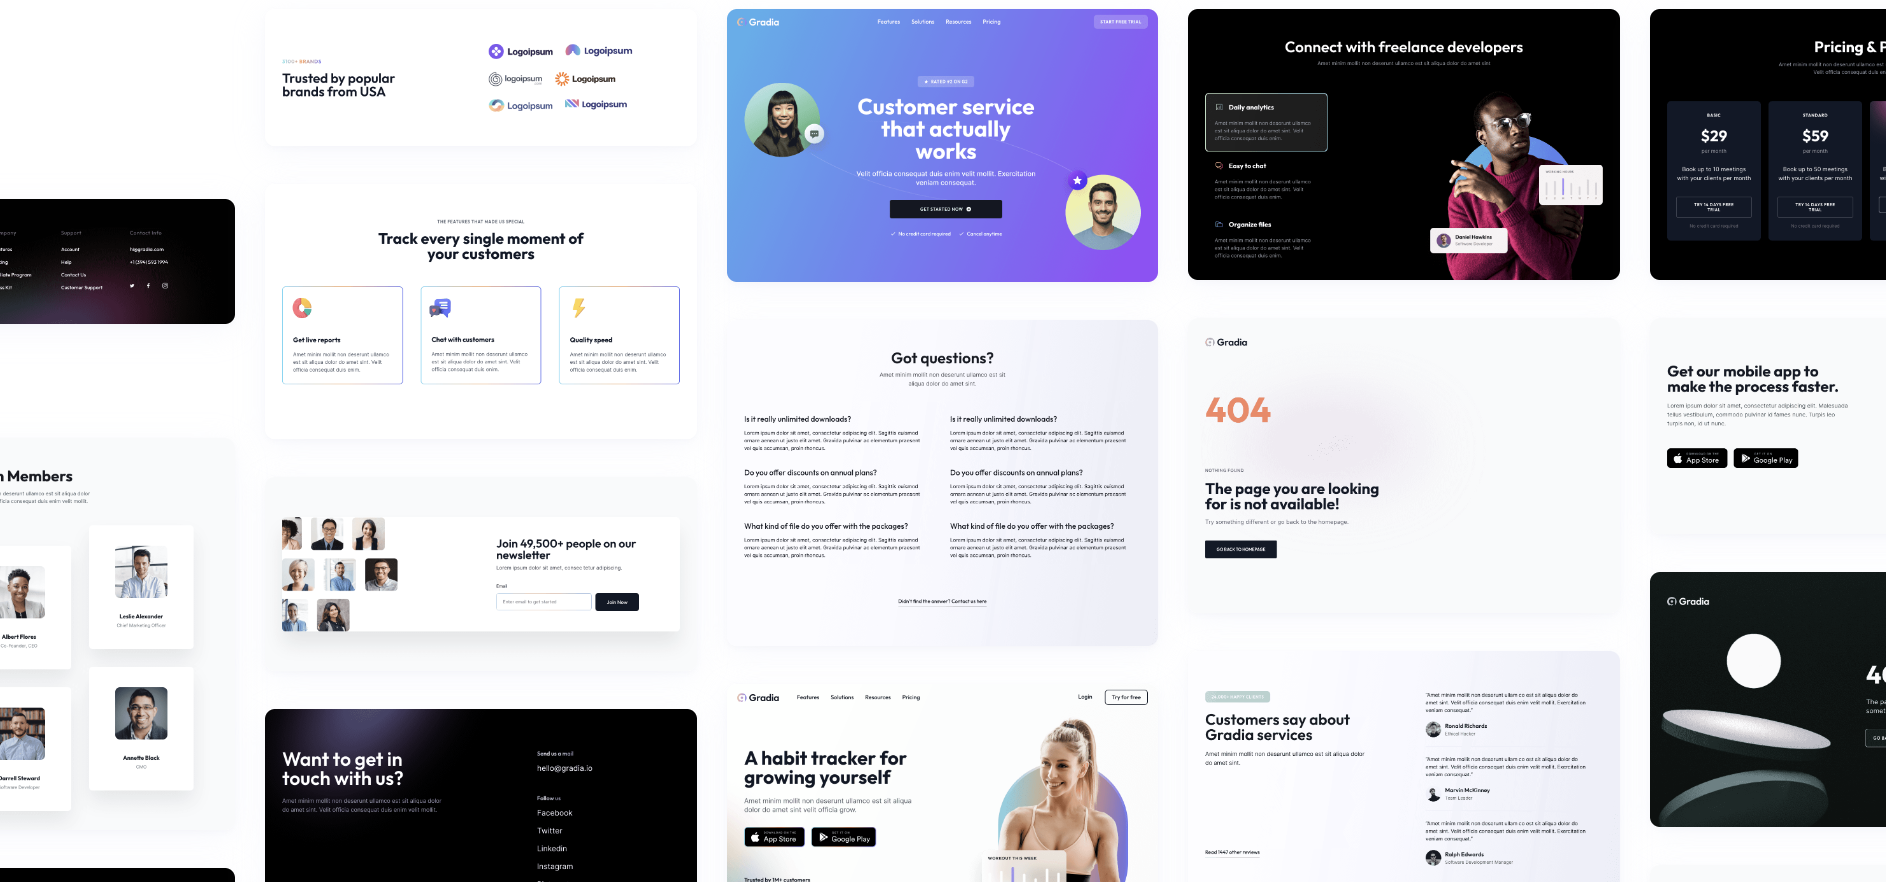 Company
Support
Contact info
Account
hi@gradia.com
Help
+1 (394) 592-1994
Affiliate Program
Contact Us
Press Kit
Customer Support
Members
Albert Flores
Co-Founder, CEO
Leslie Alexander
Chief Marketing Officer
Darrell Steward
Software Developer
Annette Black
CMO
2100+ BRANDS
Trusted by popular
brands from USA
Logoipsum
Logoipsum
logoipsum
Logoipsum
Logoipsum
Logoipsum
THE FEATURES THAT MADE US SPECIAL
Track every single moment of
your customers
Get live reports
Amet minim mollit non deserunt ullamco
est sit aliqua dolor do amet sint. Velit
officia consequat duis enim.
Chat with customers
Amet minim mollit non deserunt ullamco
est sit aliqua dolor do amet sint. Velit
officia consequat duis enim.
Quality speed
Amet minim mollit non deserunt ullamco
est sit aliqua dolor do amet sint. Velit
officia consequat duis enim.
Join 49,500+ people on our
newsletter
Lorem ipsum dolor sit amet, consectetur adipiscing.
Email
Enter email to get started
Join Now
Want to get in
touch with us?
Amet minim mollit non deserunt ullamco est sit aliqua dolor
do amet sint. Velit officia consequat duis enim velit mollit.
Send us a mail
hello@gradia.io
Follow us
Facebook
Twitter
Linkedin
Instagram
Gradia
Features
Solutions
Resources
Pricing
START FREE TRIAL
RATED #2 ON G2
Customer service
that actually
works
Velit officia consequat duis enim velit mollit. Exercitation
veniam consequat.
GET STARTED NOW
No credit card required
Cancel anytime
Got questions?
Amet minim mollit non deserunt ullamco est sit
aliqua dolor do amet sint.
Is it really unlimited downloads?
Lorem ipsum dolor sit amet, consectetur adipiscing elit. Sagittis euismod
ornare aenean ut justo elit amet. Gravida pulvinar ac elementum praesent
vel quis accumsan, proin rhoncus.
Is it really unlimited downloads?
Lorem ipsum dolor sit amet, consectetur adipiscing elit. Sagittis euismod
ornare aenean ut justo elit amet. Gravida pulvinar ac elementum praesent
vel quis accumsan, proin rhoncus.
Do you offer discounts on annual plans?
Lorem ipsum dolor sit amet, consectetur adipiscing elit. Sagittis euismod
ornare aenean ut justo elit amet. Gravida pulvinar ac elementum praesent
vel quis accumsan, proin rhoncus.
Do you offer discounts on annual plans?
Lorem ipsum dolor sit amet, consectetur adipiscing elit. Sagittis euismod
ornare aenean ut justo elit amet. Gravida pulvinar ac elementum praesent
vel quis accumsan, proin rhoncus.
What kind of file do you offer with the packages?
Lorem ipsum dolor sit amet, consectetur adipiscing elit. Sagittis euismod
ornare aenean ut justo elit amet. Gravida pulvinar ac elementum praesent
vel quis accumsan, proin rhoncus.
What kind of file do you offer with the packages?
Lorem ipsum dolor sit amet, consectetur adipiscing elit. Sagittis euismod
ornare aenean ut justo elit amet. Gravida pulvinar ac elementum praesent
vel quis accumsan, proin rhoncus.
Didn't find the answer? Contact us here
Gradia
Features
Solutions
Resources
Pricing
Login
Try for free
A habit tracker for
growing yourself
Amet minim mollit non deserunt ullamco est sit aliqua
dolor do amet sint velit officia grow.
DOWNLOAD ON THE
App Store
GET IT ON
Google Play
WORKOUT THIS WEEK
Trusted by 1M+ customers
Connect with freelance developers
Amet minim mollit non deserunt ullamco est sit aliqua dolor do amet sint.
Daily analytics
Amet minim mollit non deserunt ullamco
est sit aliqua dolor do amet sint. Velit
officia consequat duis enim.
Easy to chat
Amet minim mollit non deserunt ullamco
est sit aliqua dolor do amet sint. Velit
officia consequat duis enim.
Organize files
Amet minim mollit non deserunt ullamco
est sit aliqua dolor do amet sint. Velit
officia consequat duis enim.
Daniel Hawkins
Software Developer
Gradia
404
NOTHING FOUND
The page you are looking
for is not available!
Try something different or go back to the homepage.
GO BACK TO HOMEPAGE
Customers say about
Gradia services
Amet minim mollit non deserunt ullamco est sit aliqua dolor
do amet sint.
Read 1447 other reviews
"Amet minim mollit non deserunt ullam co est sit aliqua dolor do
amet sint. Velit officia consequat duis enim velit mollit. Exercitation
veniam consequat."
Ronald Richards
Ethical Hacker
"Amet minim mollit non deserunt ullam co est sit aliqua dolor do
amet sint. Velit officia consequat duis enim velit mollit. Exercitation
veniam consequat."
Marvin McKinney
Team Leader
"Amet minim mollit non deserunt ullam co est sit aliqua dolor do
amet sint. Velit officia consequat duis enim velit mollit. Exercitation
veniam consequat."
Ralph Edwards
Software Development Manager
Pricing & P
BASIC
$29
per month
Book up to 10 meetings
with your clients per month
TRY 14 DAYS FREE
TRIAL
No credit card required
STANDARD
$59
per month
Book up to 50 meetings
with your clients per month
TRY 14 DAYS FREE
TRIAL
No credit card required
Get our mobile app to
make the process faster.
Lorem ipsum dolor sit amet, consectetur adipiscing elit. Malesuada
tellus vestibulum, commodo pulvinar id fames nunc. Turpis leo
turpis non, id ut nunc.
DOWNLOAD ON THE
App Store
GET IT ON
Google Play
Gradia
40
The pa
somet
GO BA